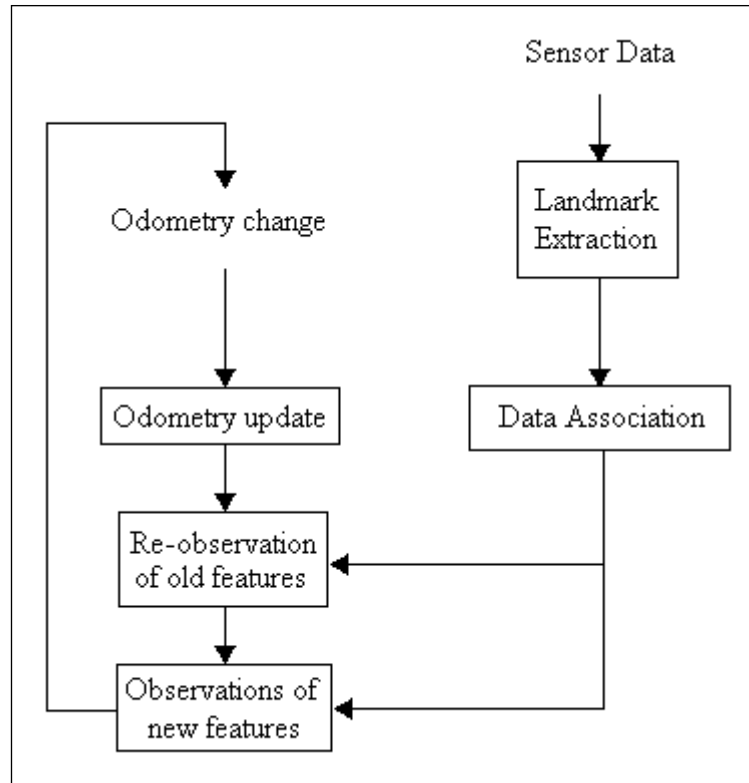 Sensor Data
Landmark
Extraction
Odometry change
Odometry update
Data Association
Re-observation
of old features
Observations of
new features